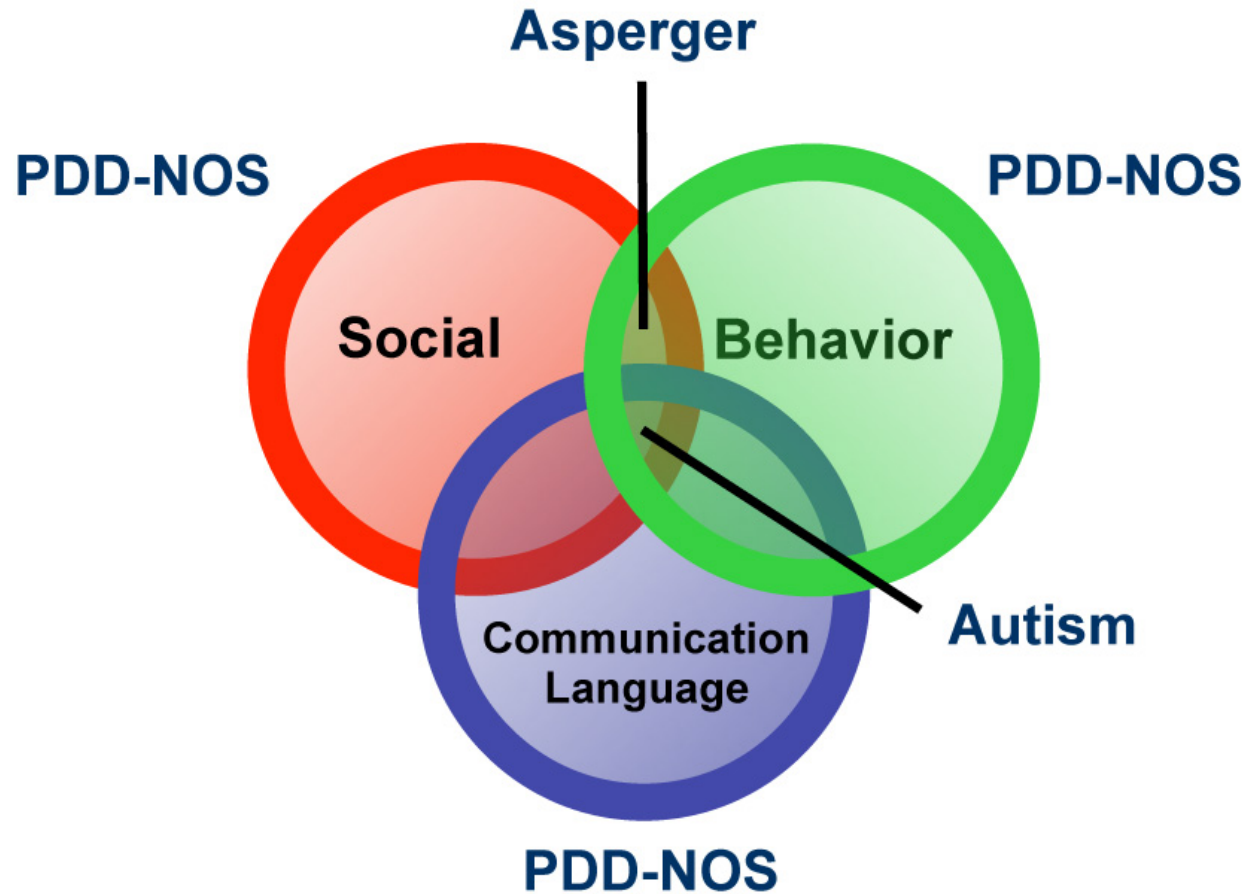 Asperger
PDD-NOS
PDD-NOS
Social
Behavior
Communication
Language
Autism
PDD-NOS